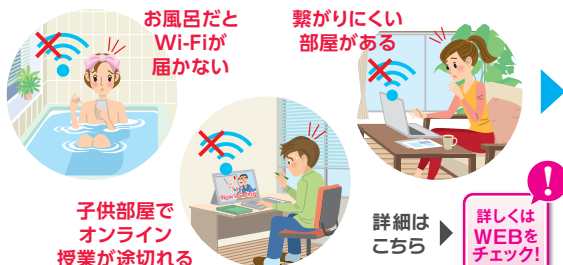 お風呂だと
Wi-Fiが
届かない
繋がりにくい
部屋がある
Now Loading
子供部屋で
オンライン
授業が途切れる
詳細は
こちら
詳しくは
WEBを
チェック!